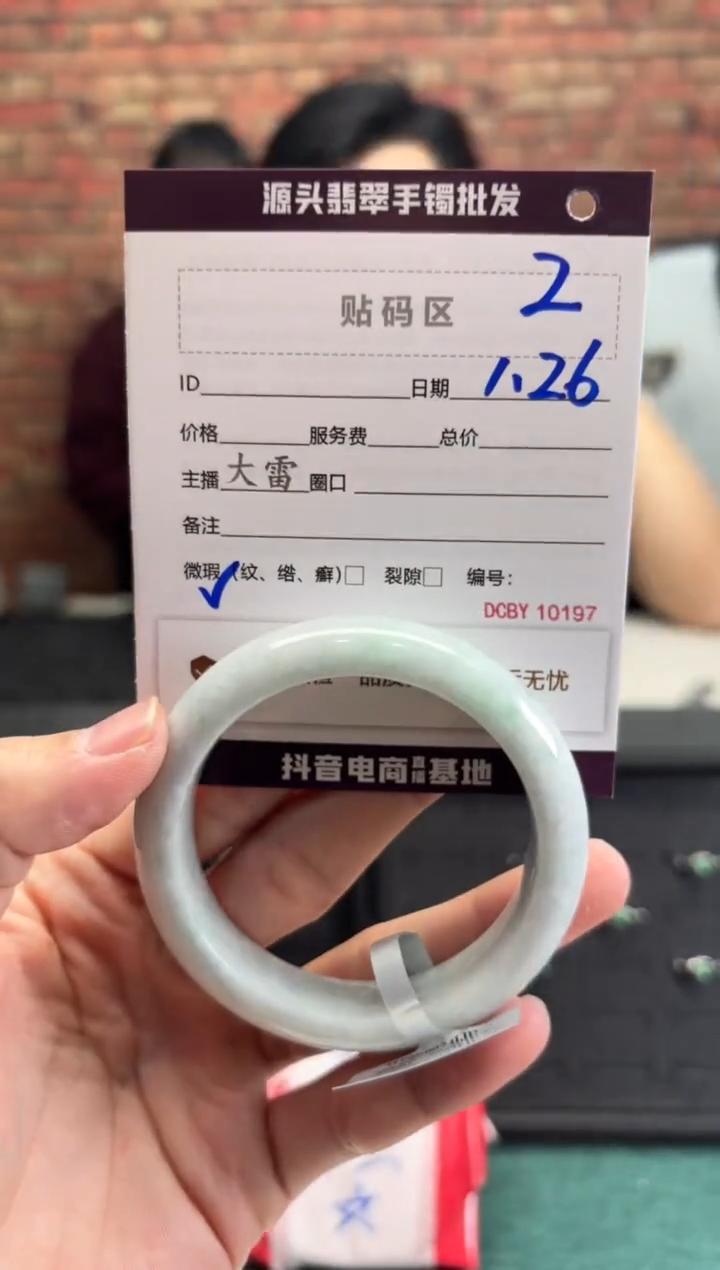 源头翡翠手镯批发
贴码区 2
ID 日期 1.26
价格 服务费 总价
主播 大雷 圈口
备注
微瑕(纹、绺、癣)□ 裂隙□ 编号:
DCBY 10197
无忧
抖音电商直播基地